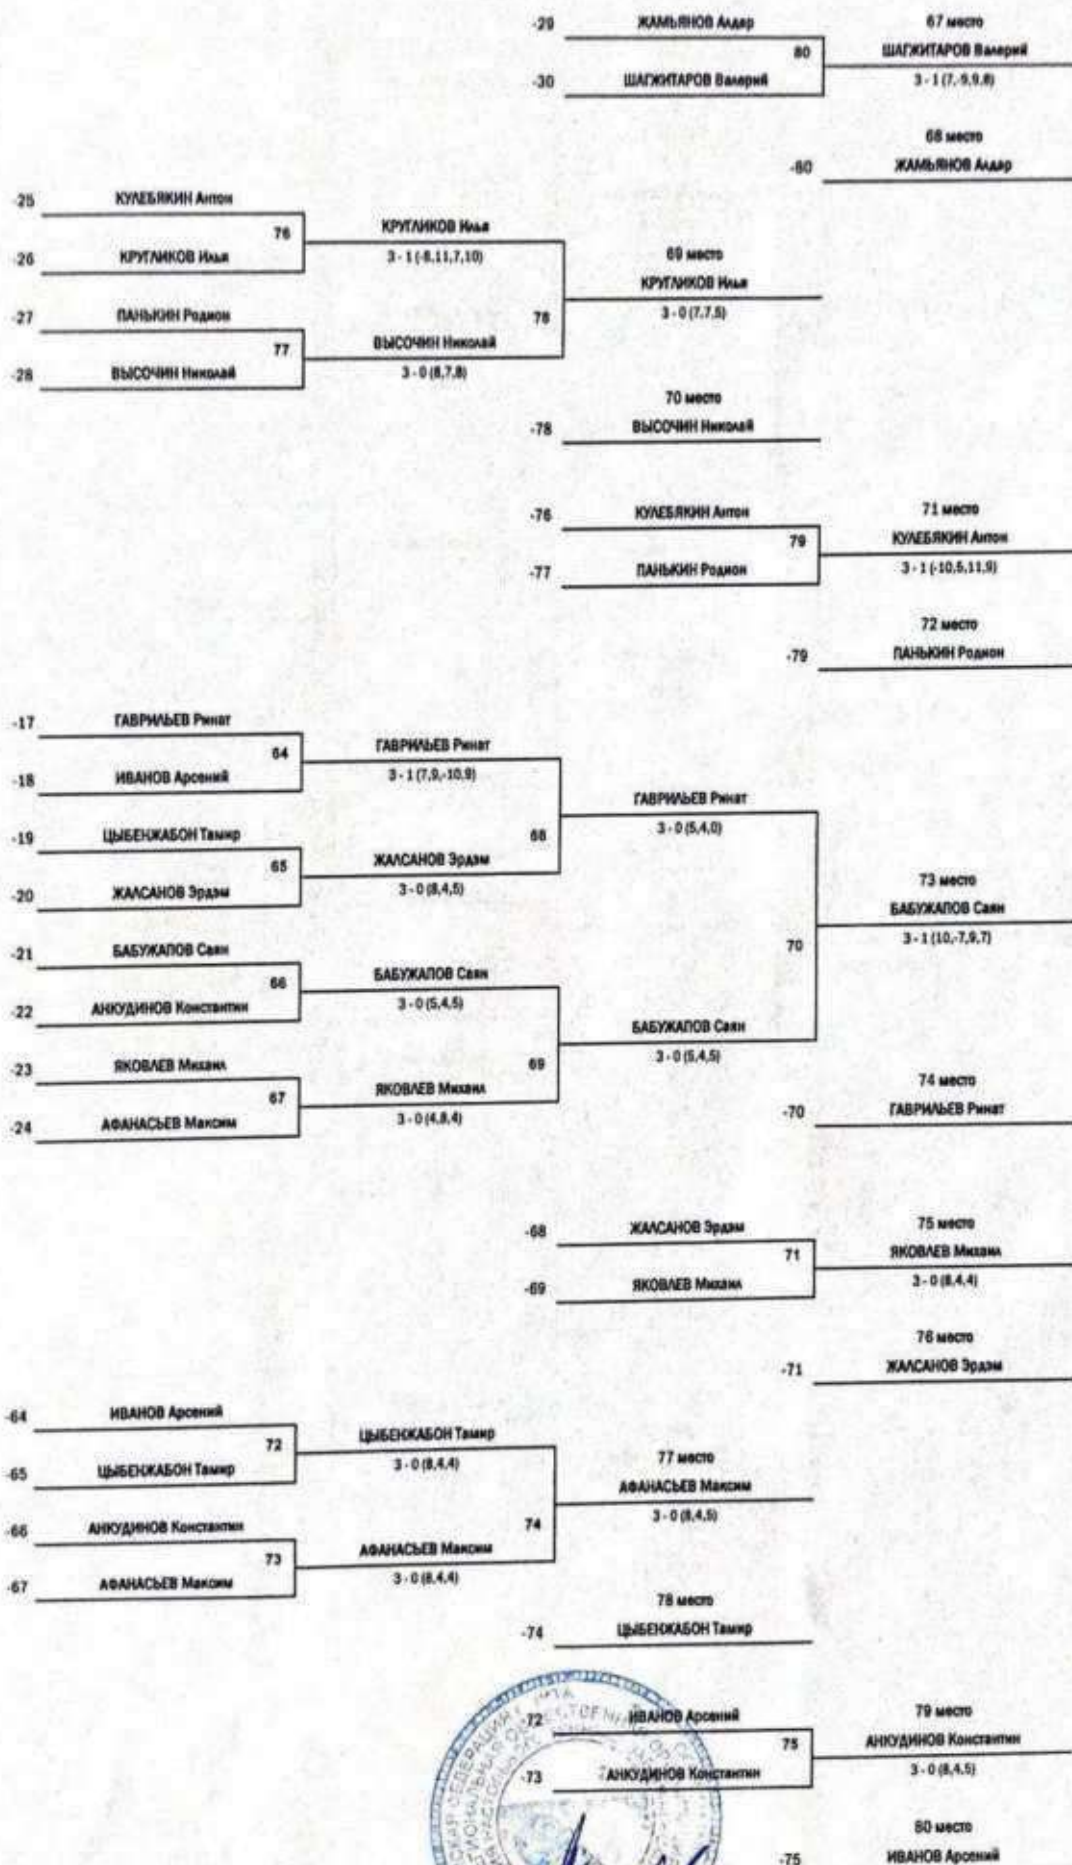 -29 ЖАМЬЯНОВ Алдар 67 место
80 ШАГЖИТАРОВ Валерий
-30 ШАГЖИТАРОВ Валерий 3 - 1 (7,-9,9,8)
68 место
-80 ЖАМЬЯНОВ Алдар
-25 КУЛЕБЯКИН Антон
76 КРУГЛИКОВ Илья
-26 КРУГЛИКОВ Илья 3 - 1 (-8,11,7,10)
69 место
КРУГЛИКОВ Илья
-27 ПАНЬКИН Родион 78 3 - 0 (7,7,5)
77 ВЫСОЧИН Николай
-28 ВЫСОЧИН Николай 3 - 0 (8,7,8)
70 место
-78 ВЫСОЧИН Николай
-76 КУЛЕБЯКИН Антон 71 место
79 КУЛЕБЯКИН Антон
-77 ПАНЬКИН Родион 3 - 1 (-10,5,11,9)
72 место
-79 ПАНЬКИН Родион
-17 ГАВРИЛЬЕВ Ринат
64 ГАВРИЛЬЕВ Ринат
-18 ИВАНОВ Арсений 3 - 1 (7,9,-10,9)
ГАВРИЛЬЕВ Ринат
-19 ЦЫБЕНЖАБОН Тамир 68 3 - 0 (5,4,0)
65 ЖАЛСАНОВ Эрдэм
-20 ЖАЛСАНОВ Эрдэм 3 - 0 (8,4,5)
73 место
БАБУЖАПОВ Саян
-21 БАБУЖАПОВ Саян 70 3 - 1 (10,-7,9,7)
66 БАБУЖАПОВ Саян
-22 АНКУДИНОВ Константин 3 - 0 (5,4,5)
БАБУЖАПОВ Саян
-23 ЯКОВЛЕВ Михаил 69 3 - 0 (5,4,5)
67 ЯКОВЛЕВ Михаил
-24 АФАНАСЬЕВ Максим 3 - 0 (4,8,4)
74 место
-70 ГАВРИЛЬЕВ Ринат
-68 ЖАЛСАНОВ Эрдэм 75 место
71 ЯКОВЛЕВ Михаил
-69 ЯКОВЛЕВ Михаил 3 - 0 (8,4,4)
76 место
-71 ЖАЛСАНОВ Эрдэм
-64 ИВАНОВ Арсений
72 ЦЫБЕНЖАБОН Тамир
-65 ЦЫБЕНЖАБОН Тамир 3 - 0 (8,4,4)
77 место
АФАНАСЬЕВ Максим
-66 АНКУДИНОВ Константин 74 3 - 0 (8,4,5)
73 АФАНАСЬЕВ Максим
-67 АФАНАСЬЕВ Максим 3 - 0 (8,4,4)
78 место
-74 ЦЫБЕНЖАБОН Тамир
-72 ИВАНОВ Арсений 79 место
75 АНКУДИНОВ Константин
-73 АНКУДИНОВ Константин 3 - 0 (8,4,5)
80 место
-75 ИВАНОВ Арсений